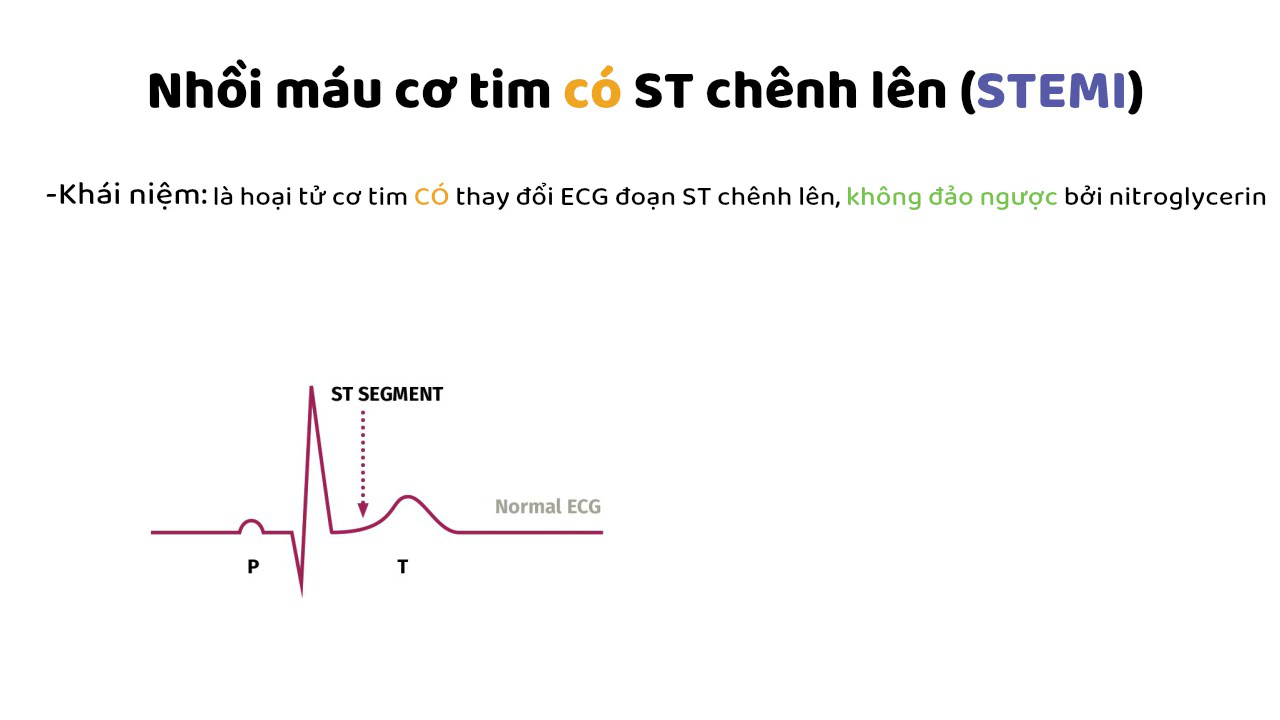 Nhồi máu cơ tim có ST chênh lên (STEMI)
-Khái niệm: là hoại tử cơ tim CÓ thay đổi ECG đoạn ST chênh lên, không đảo ngược bởi nitroglycerin
ST SEGMENT
Normal ECG
P T